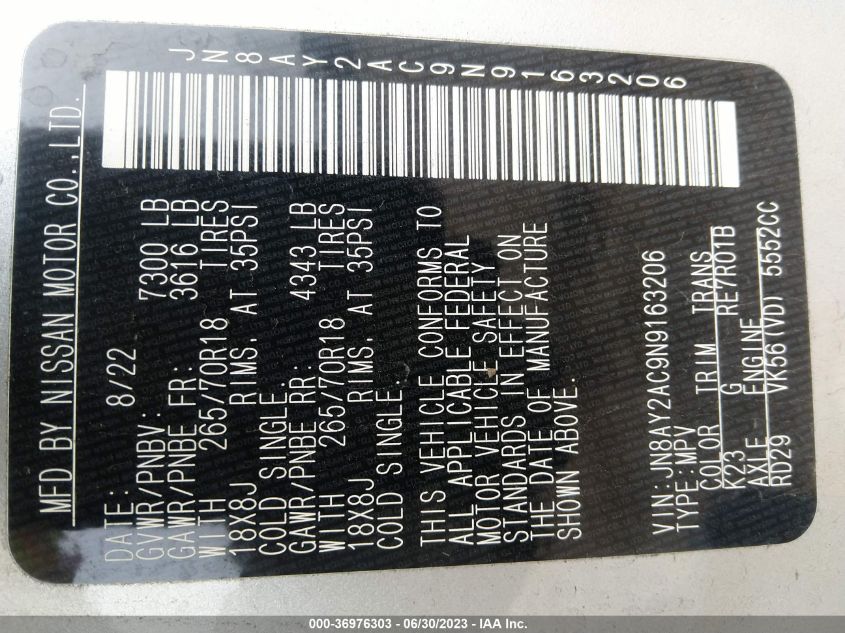 MFD BY NISSAN MOTOR CO.,LTD.
JN8AY2AC9N9163206
DATE: 8/22
GVWR/PNBV: 7300 LB
GAWR/PNBE FR: 3616 LB
WITH 265/70R18 TIRES
18X8J RIMS, AT 35PSI
COLD SINGLE.
GAWR/PNBE RR: 4343 LB
WITH 265/70R18 TIRES
18X8J RIMS, AT 35PSI
COLD SINGLE.
THIS VEHICLE CONFORMS TO
ALL APPLICABLE FEDERAL
MOTOR VEHICLE SAFETY
STANDARDS IN EFFECT ON
THE DATE OF MANUFACTURE
SHOWN ABOVE.
VIN:JN8AY2AC9N9163206
TYPE:MPV
COLOR TRIM TRANS
K23 G RE7R01B
AXLE ENGINE
RD29 VK56(VD) 5552CC
000-36976303 - 06/30/2023 - IAA Inc.